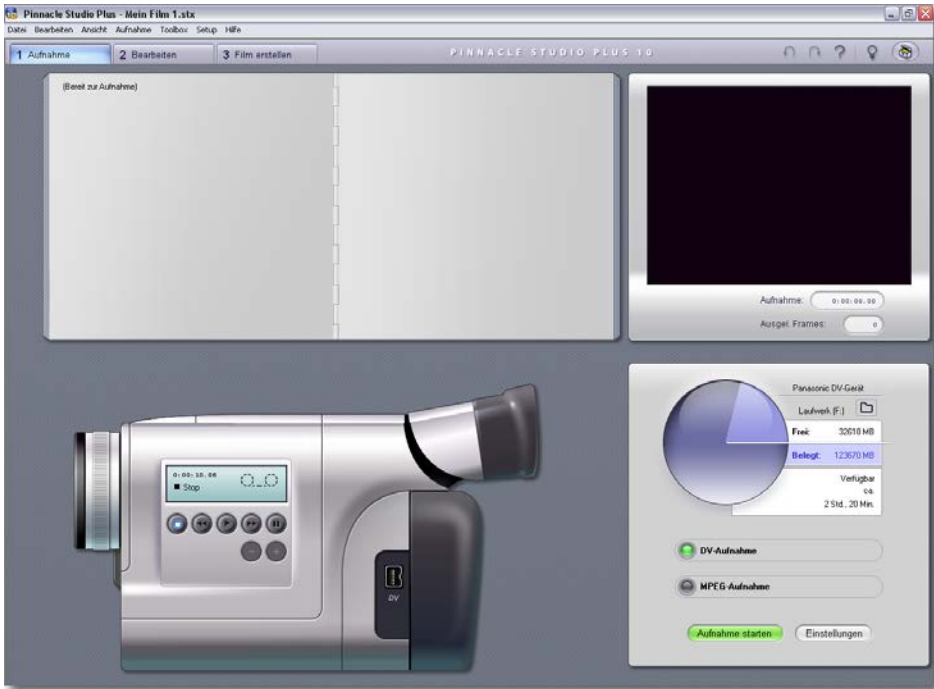 Pinnacle Studio Plus - Mein Film 1.stx
Datei Bearbeiten Ansicht Aufnahme Toolbox Setup Hilfe
1 Aufnahme 2 Bearbeiten 3 Film erstellen PINNACLE STUDIO PLUS 10
(Bereit zur Aufnahme)
Aufnahme: 0:00:00.00
Ausgel. Frames: 0
Panasonic DV-Gerät
Laufwerk (F:)
Frei: 32610 MB
Belegt: 123670 MB
Verfügbar
ca.
2 Std., 20 Min.
0:00:10.06
Stop
DV
DV-Aufnahme
MPEG-Aufnahme
Aufnahme starten Einstellungen